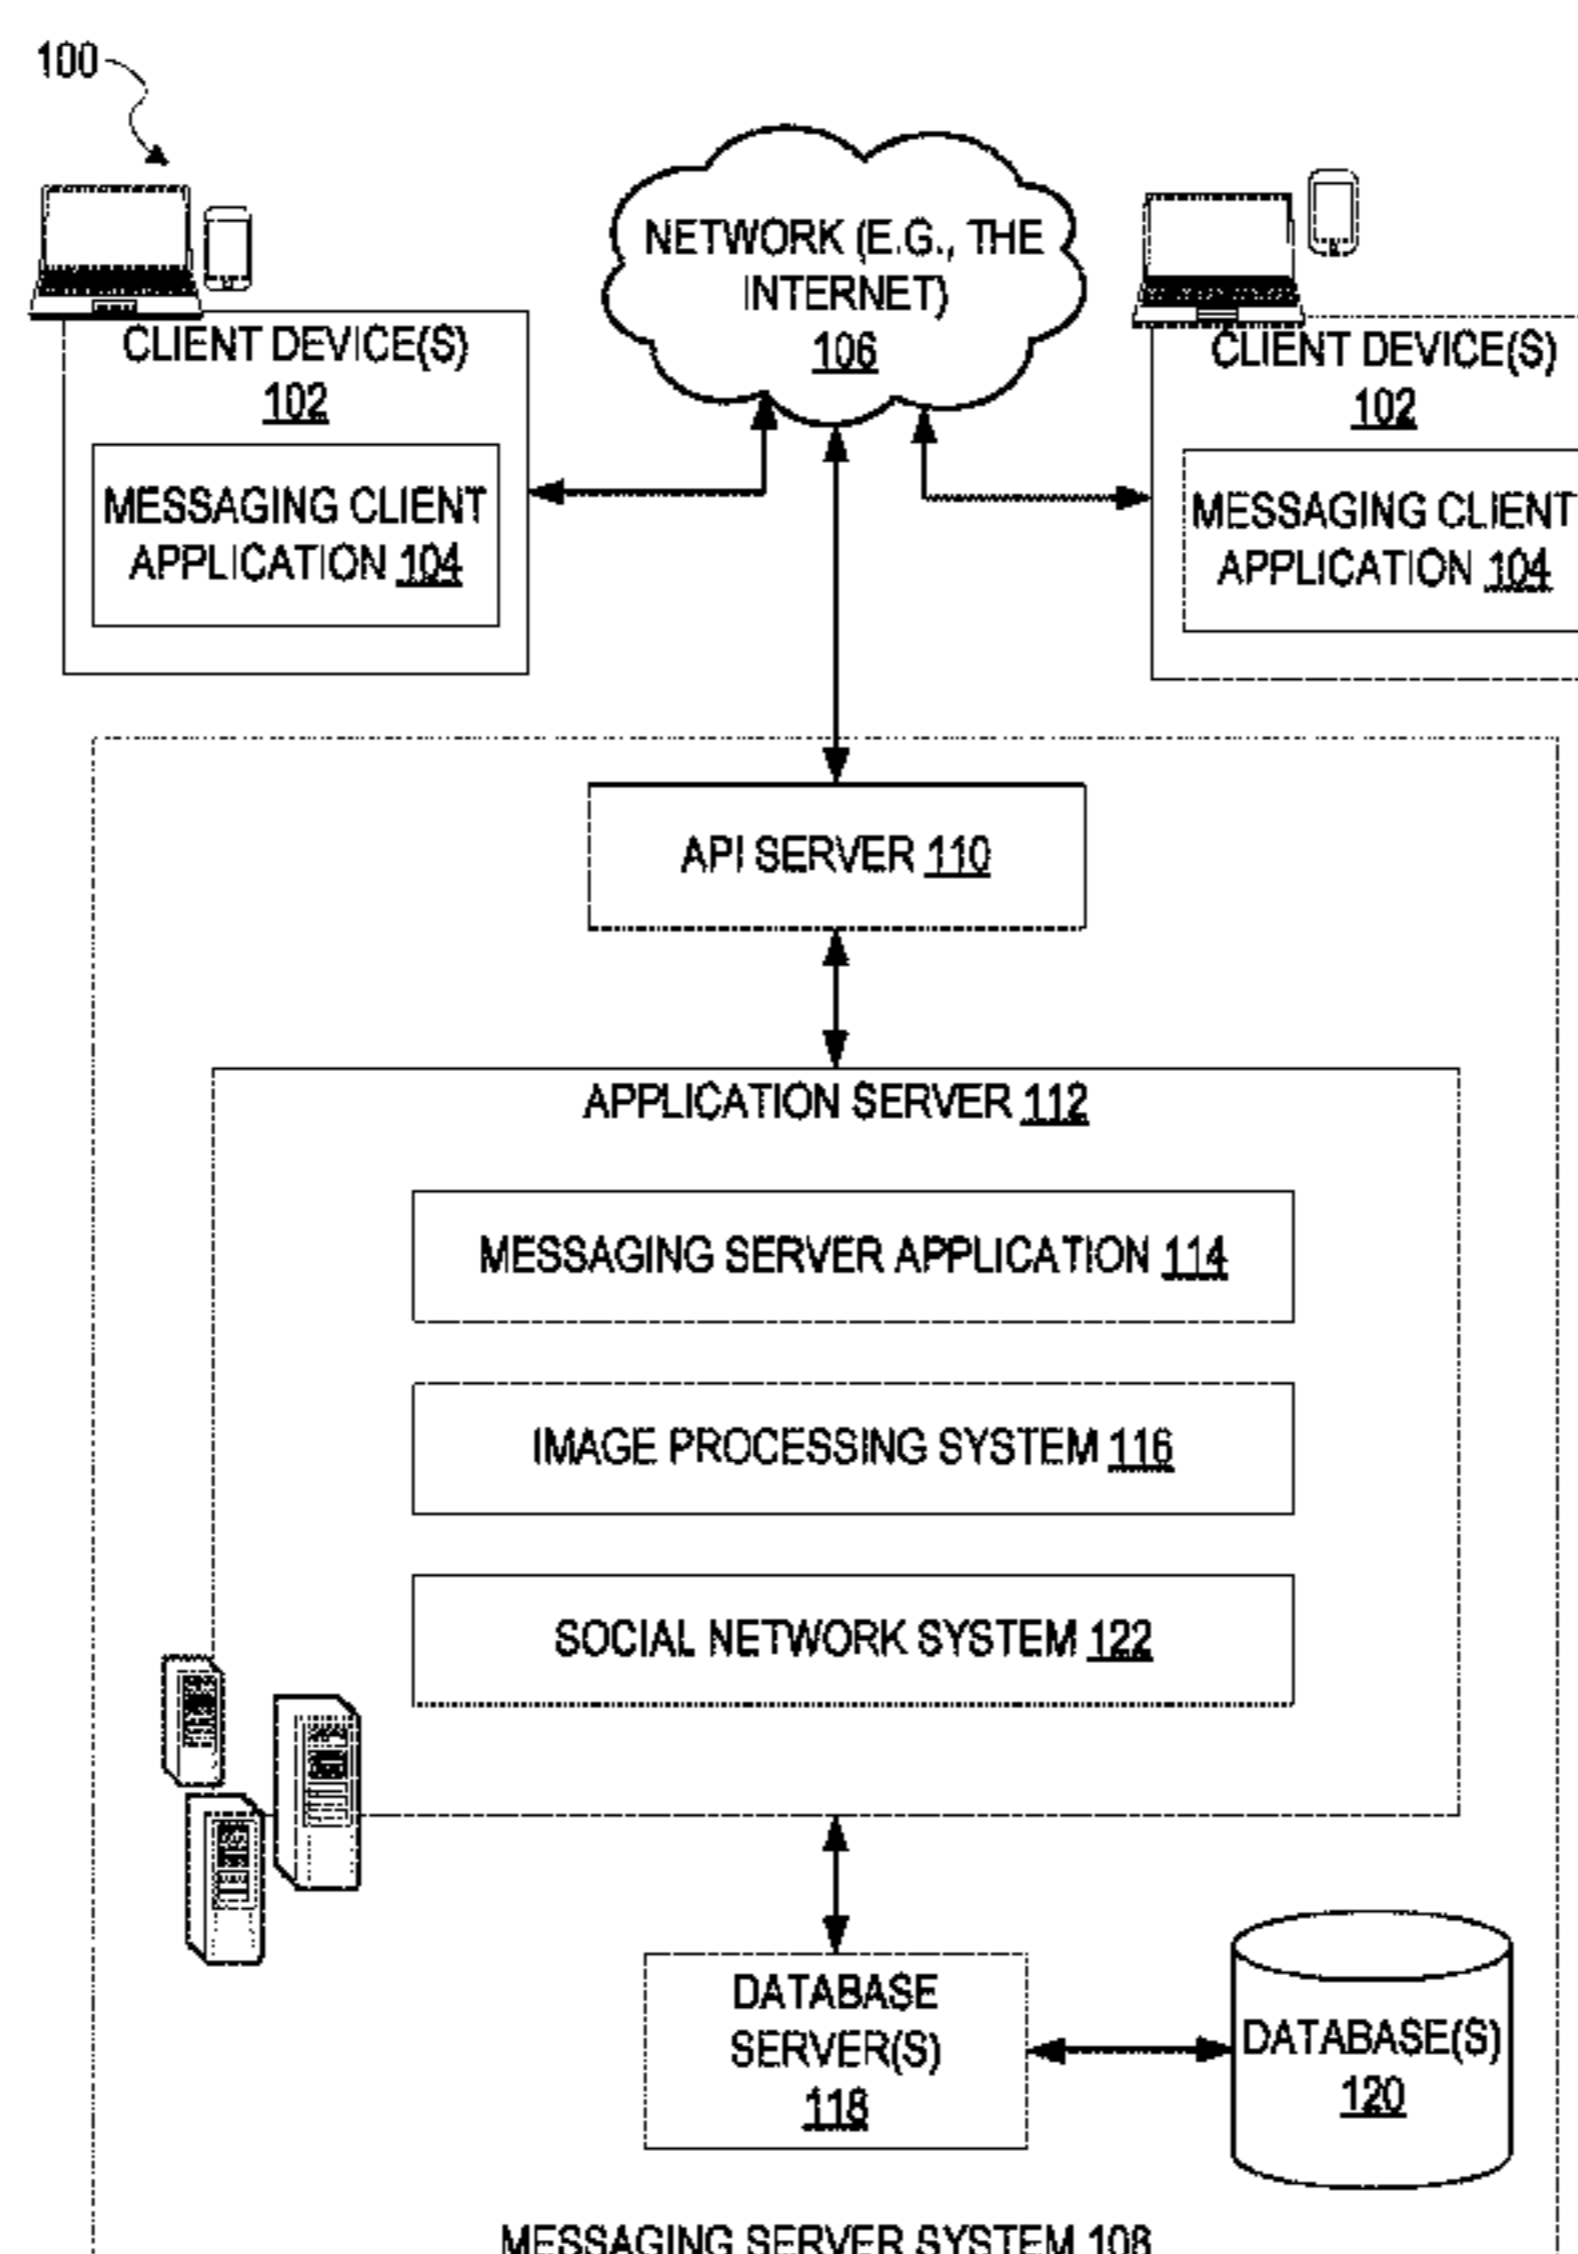 100
NETWORK (E.G., THE
INTERNET)
106
CLIENT DEVICE(S)
102
MESSAGING CLIENT
APPLICATION 104
CLIENT DEVICE(S)
102
MESSAGING CLIENT
APPLICATION 104
API SERVER 110
APPLICATION SERVER 112
MESSAGING SERVER APPLICATION 114
IMAGE PROCESSING SYSTEM 116
SOCIAL NETWORK SYSTEM 122
DATABASE
SERVER(S)
118
DATABASE(S)
120
MESSAGING SERVER SYSTEM 108